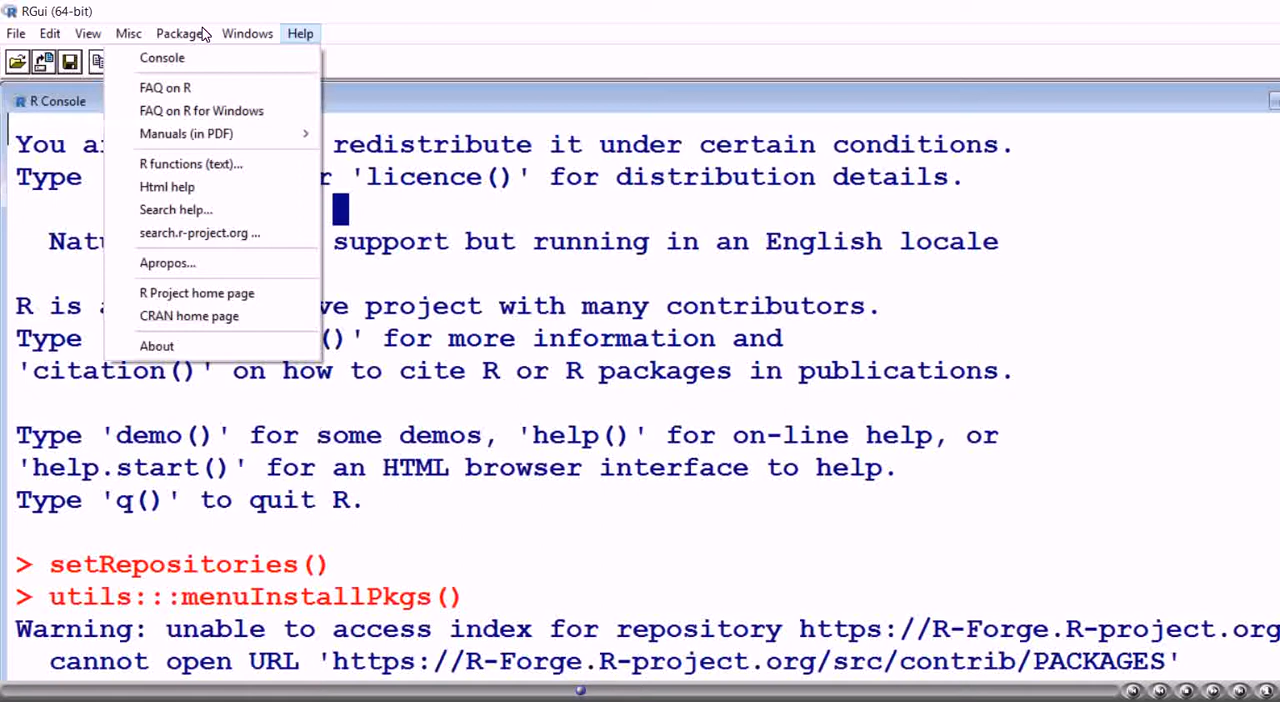 RGui (64-bit)
File Edit View Misc Packages Windows Help
Console
FAQ on R
FAQ on R for Windows
Manuals (in PDF)
R functions (text)...
Html help
Search help...
search.r-project.org ...
Apropos...
R Project home page
CRAN home page
About
R Console
You redistribute it under certain conditions.
Type 'licence()' for distribution details.
support but running in an English locale
R is project with many contributors.
Type ()' for more information and
'citation()' on how to cite R or R packages in publications.
Type 'demo()' for some demos, 'help()' for on-line help, or
'help.start()' for an HTML browser interface to help.
Type 'q()' to quit R.
> setRepositories()
> utils:::menuInstallPkgs()
Warning: unable to access index for repository https://R-Forge.R-project.org
cannot open URL 'https://R-Forge.R-project.org/src/contrib/PACKAGES'